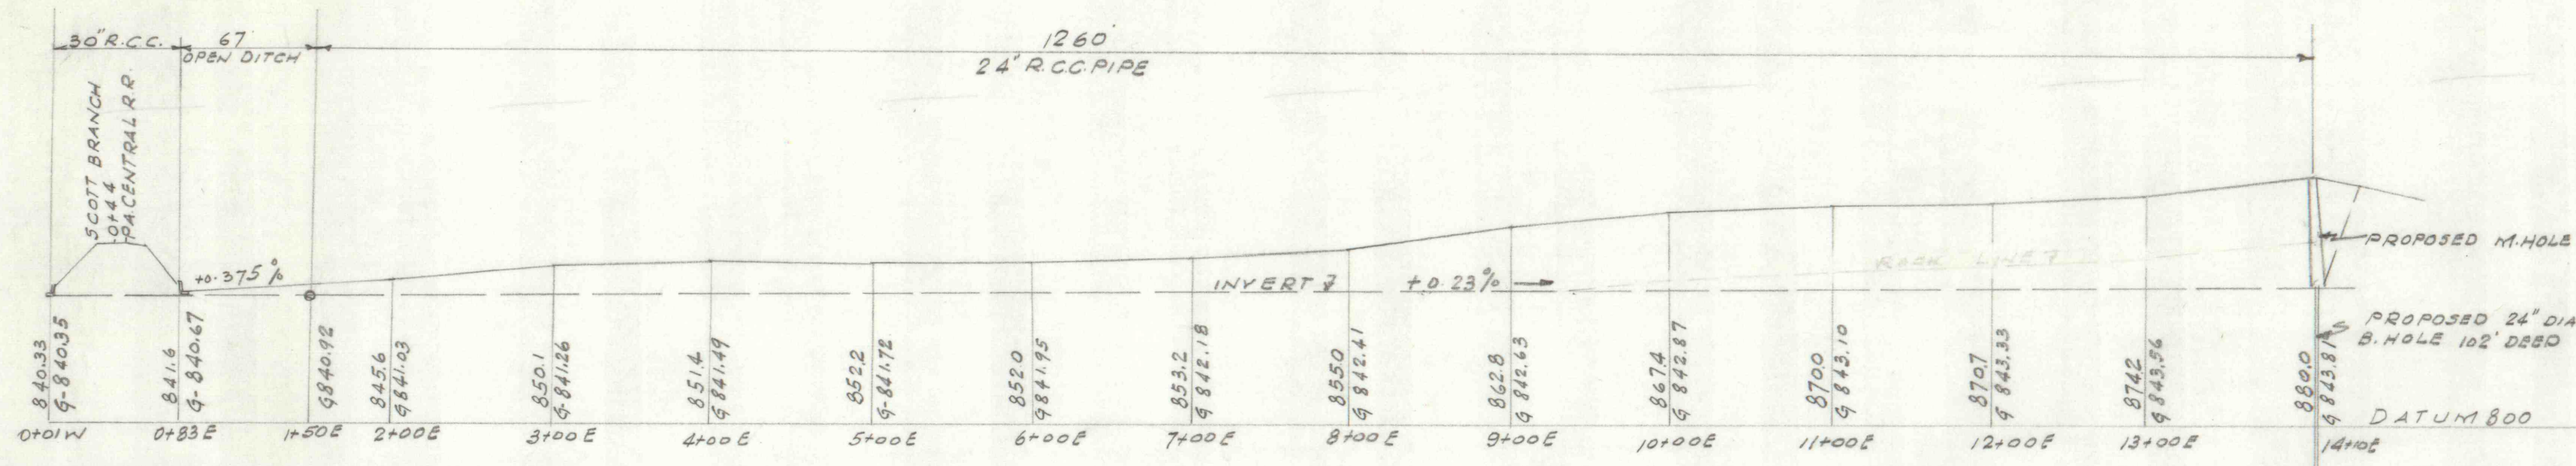 30" R.C.C.
67
OPEN DITCH
1260
24" R.C.C. PIPE
SCOTT BRANCH
0+44
PA. CENTRAL R.R.
+0.375%
INVERT
+0.23%
ROCK LINE
PROPOSED M.HOLE
PROPOSED 24" DIA
B. HOLE 102' DEEP
840.33
G-840.35
841.6
G-840.67
G840.92
845.6
G841.03
850.1
G-841.26
851.4
G841.49
852.2
G-841.72
852.0
G841.95
853.2
G842.18
855.0
G842.41
862.8
G842.63
867.4
G842.87
870.0
G843.10
870.7
G843.33
874.2
G843.56
880.0
G843.81
DATUM 800
0+01W
0+83E
1+50E
2+00E
3+00E
4+00E
5+00E
6+00E
7+00E
8+00E
9+00E
10+00E
11+00E
12+00E
13+00E
14+10E